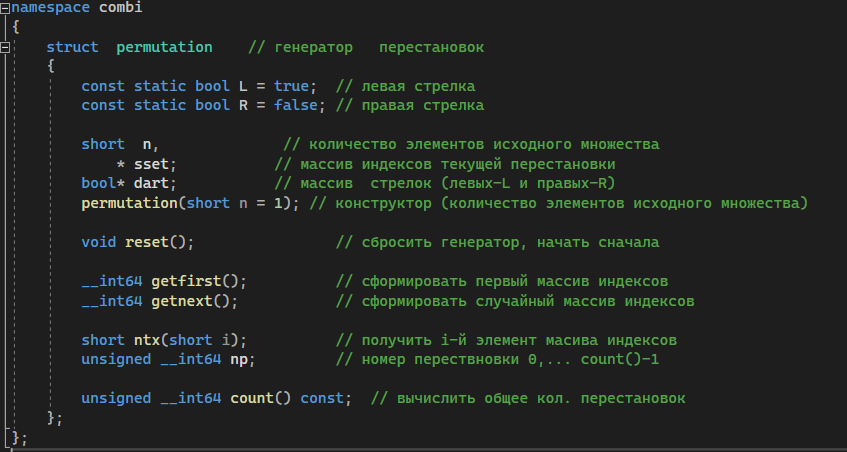 namespace combi
{
struct permutation // генератор перестановок
{
const static bool L = true; // левая стрелка
const static bool R = false; // правая стрелка
short n, // количество элементов исходного множества
* sset; // массив индексов текущей перестановки
bool* dart; // массив стрелок (левых-L и правых-R)
permutation(short n = 1); // конструктор (количество элементов исходного множества)
void reset(); // сбросить генератор, начать сначала
__int64 getfirst(); // сформировать первый массив индексов
__int64 getnext(); // сформировать случайный массив индексов
short ntx(short i); // получить i-й элемент масива индексов
unsigned __int64 np; // номер перествновки 0,... count()-1
unsigned __int64 count() const; // вычислить общее кол. перестановок
};
};